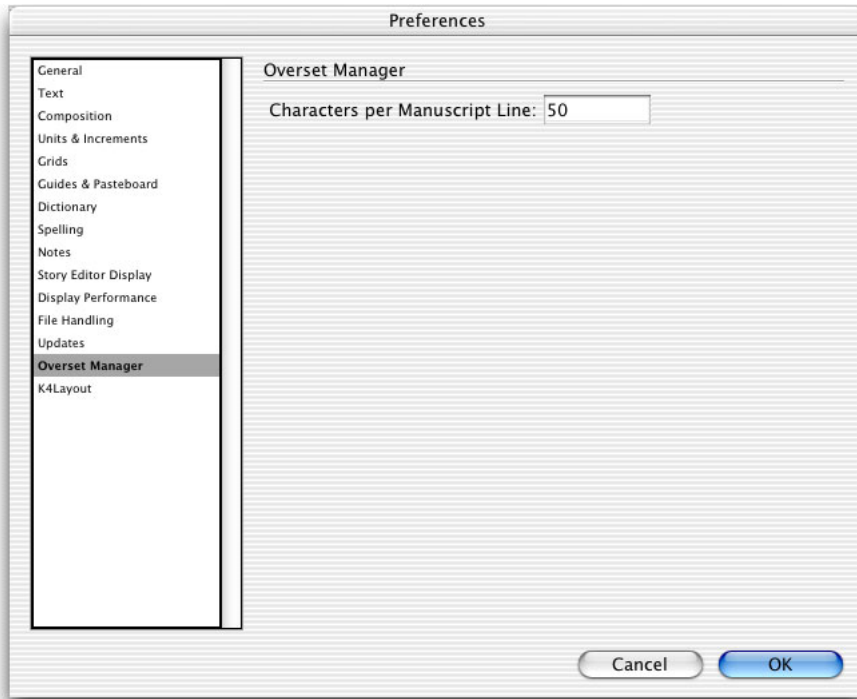 Preferences
General
Text
Composition
Units & Increments
Grids
Guides & Pasteboard
Dictionary
Spelling
Notes
Story Editor Display
Display Performance
File Handling
Updates
Overset Manager
K4Layout
Overset Manager
Characters per Manuscript Line: 50
Cancel
OK